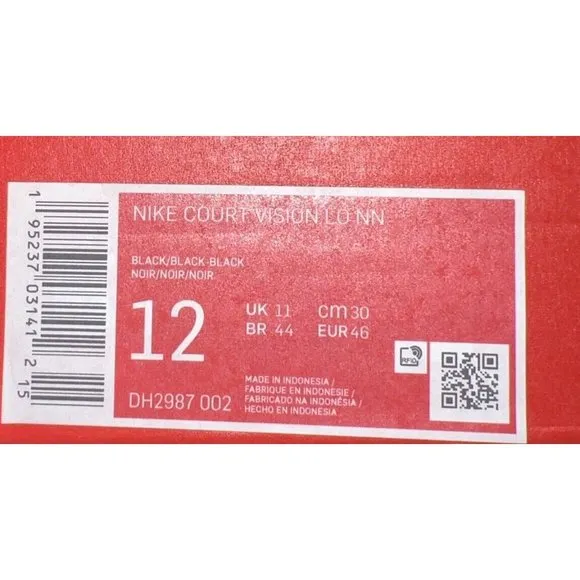 NIKE COURT VISION LO NN
BLACK/BLACK-BLACK
NOIR/NOIR/NOIR
12
UK 11 cm 30
BR 44 EUR 46
DH2987 002
MADE IN INDONESIA/
FABRIQUE EN INDONESIE/
FABRICADO NA INDONÉSIA/
HECHO EN INDONESIA
RFID
1 95237 03141 2 15